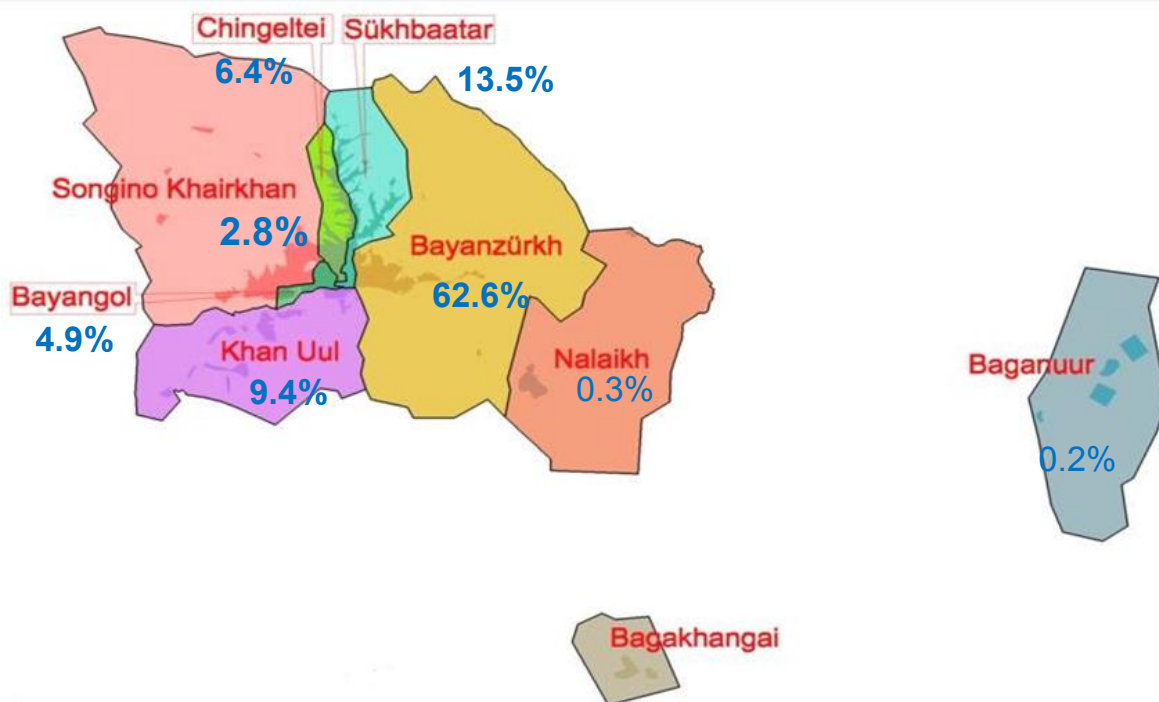 Chingeltei
6.4%
Sükhbaatar
13.5%
Songino Khairkhan
2.8%
Bayanzürkh
62.6%
Bayangol
4.9%
Khan Uul
9.4%
Nalaikh
0.3%
Baganuur
0.2%
Bagakhangai